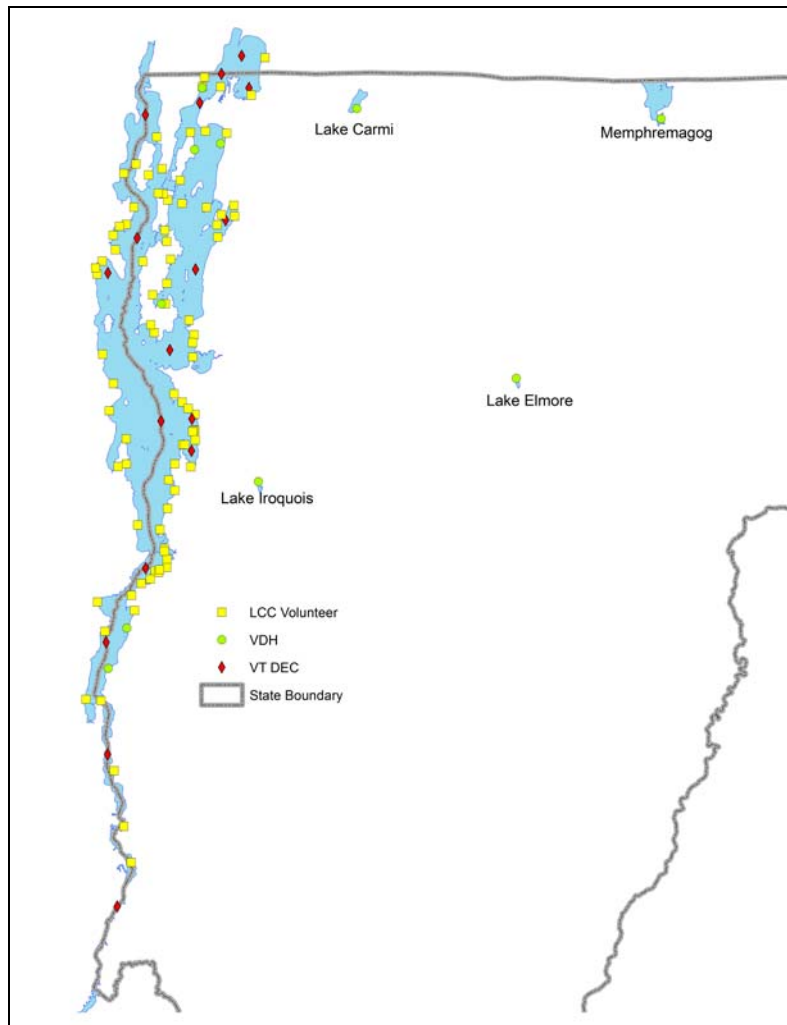 Lake Carmi
Memphremagog
Lake Elmore
Lake Iroquois
LCC Volunteer
VDH
VT DEC
State Boundary